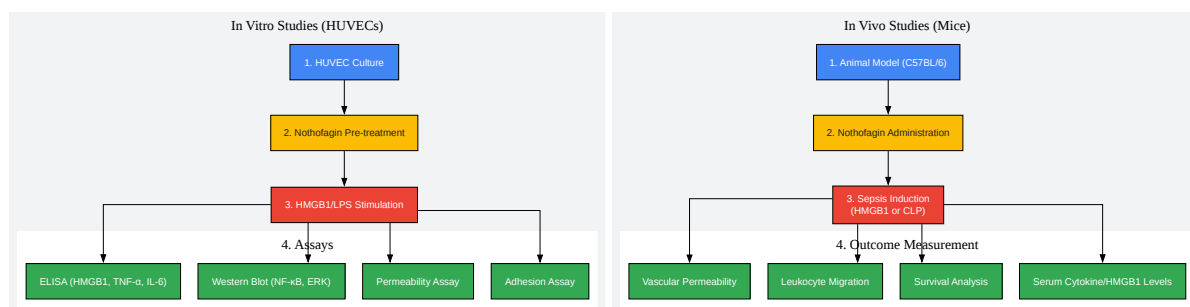 In Vitro Studies (HUVECs)
1. HUVEC Culture
2. Nothofagin Pre-treatment
3. HMGB1/LPS Stimulation
4. Assays
ELISA (HMGB1, TNF-α, IL-6)
Western Blot (NF-κB, ERK)
Permeability Assay
Adhesion Assay
In Vivo Studies (Mice)
1. Animal Model (C57BL/6)
2. Nothofagin Administration
3. Sepsis Induction
(HMGB1 or CLP)
4. Outcome Measurement
Vascular Permeability
Leukocyte Migration
Survival Analysis
Serum Cytokine/HMGB1 Levels